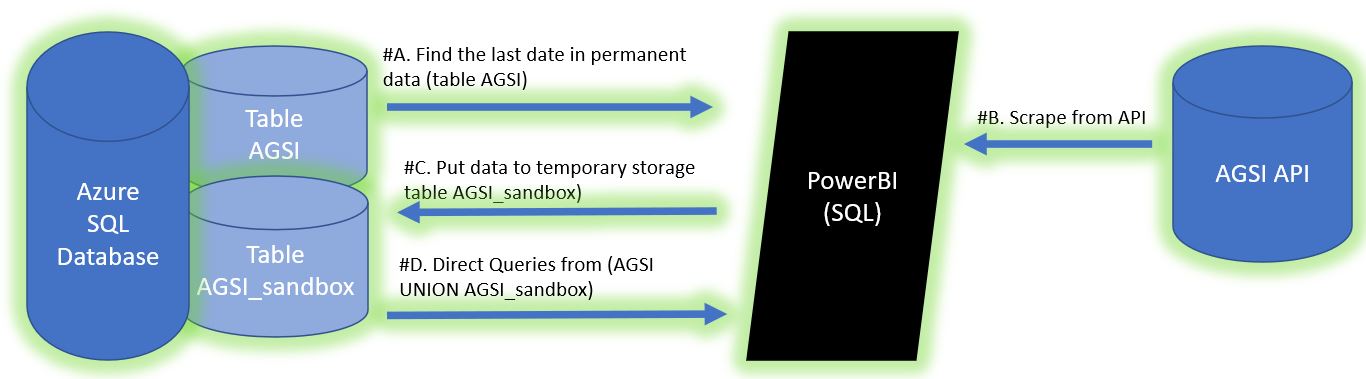 #A. Find the last date in permanent
data (table AGSI)
Table
AGSI
#B. Scrape from API
#C. Put data to temporary storage
table AGSI_sandbox)
Azure
SQL
Database
PowerBI
(SQL)
AGSI API
Table
AGSI_sandbox
#D. Direct Queries from (AGSI
UNION AGSI_sandbox)